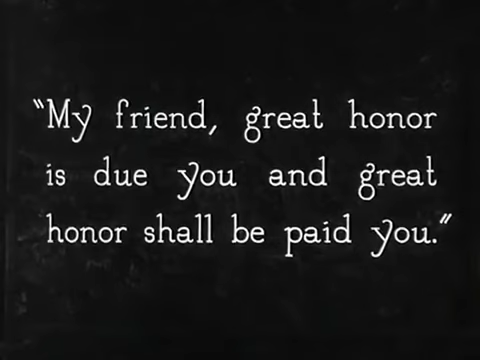 “My friend, great honor
is due you and great
honor shall be paid you.”